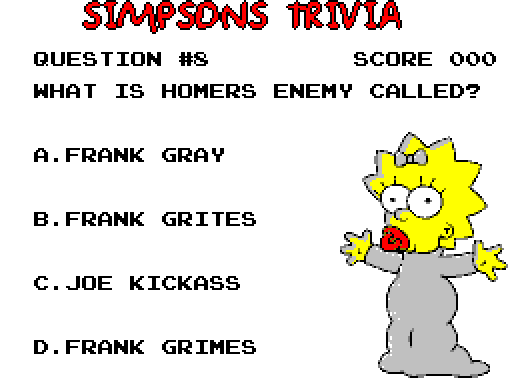 SIMPSONS TRIVIA
QUESTION #8 SCORE 000
WHAT IS HOMERS ENEMY CALLED?
A.FRANK GRAY
B.FRANK GRITES
C.JOE KICKASS
D.FRANK GRIMES